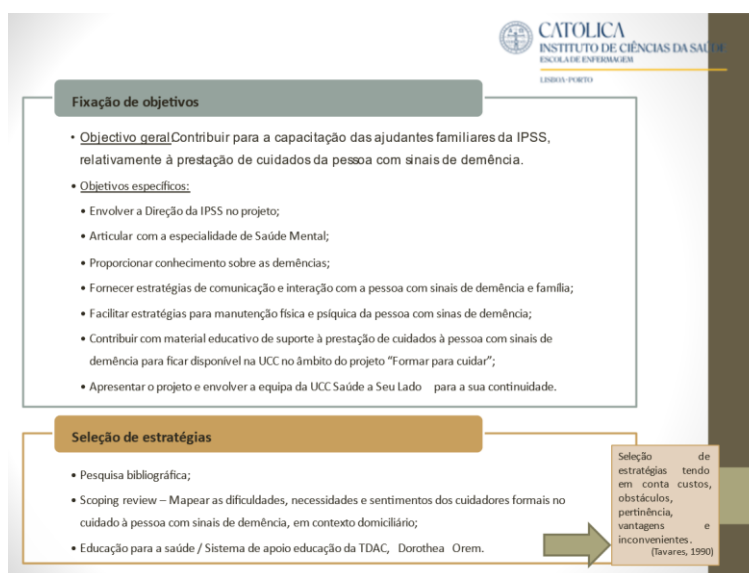 CATOLICA
INSTITUTO DE CIÊNCIAS DA SAÚDE
ESCOLA DE ENFERMAGEM
LISBOA·PORTO
Fixação de objetivos
• Objectivo geralContribuir para a capacitação das ajudantes familiares da IPSS,
relativamente à prestação de cuidados da pessoa com sinais de demência.
• Objetivos específicos:
• Envolver a Direção da IPSS no projeto;
• Articular com a especialidade de Saúde Mental;
• Proporcionar conhecimento sobre as demências;
• Fornecer estratégias de comunicação e interação com a pessoa com sinais de demência e família;
• Facilitar estratégias para manutenção física e psíquica da pessoa com sinas de demência;
• Contribuir com material educativo de suporte à prestação de cuidados à pessoa com sinais de
demência para ficar disponível na UCC no âmbito do projeto “Formar para cuidar”;
• Apresentar o projeto e envolver a equipa da UCC Saúde a Seu Lado para a sua continuidade.
Seleção de estratégias
• Pesquisa bibliográfica;
• Scoping review – Mapear as dificuldades, necessidades e sentimentos dos cuidadores formais no
cuidado à pessoa com sinais de demência, em contexto domiciliário;
• Educação para a saúde / Sistema de apoio educação da TDAC, Dorothea Orem.
Seleção de
estratégias tendo
em conta custos,
obstáculos,
pertinência,
vantagens e
inconvenientes.
(Tavares, 1990)